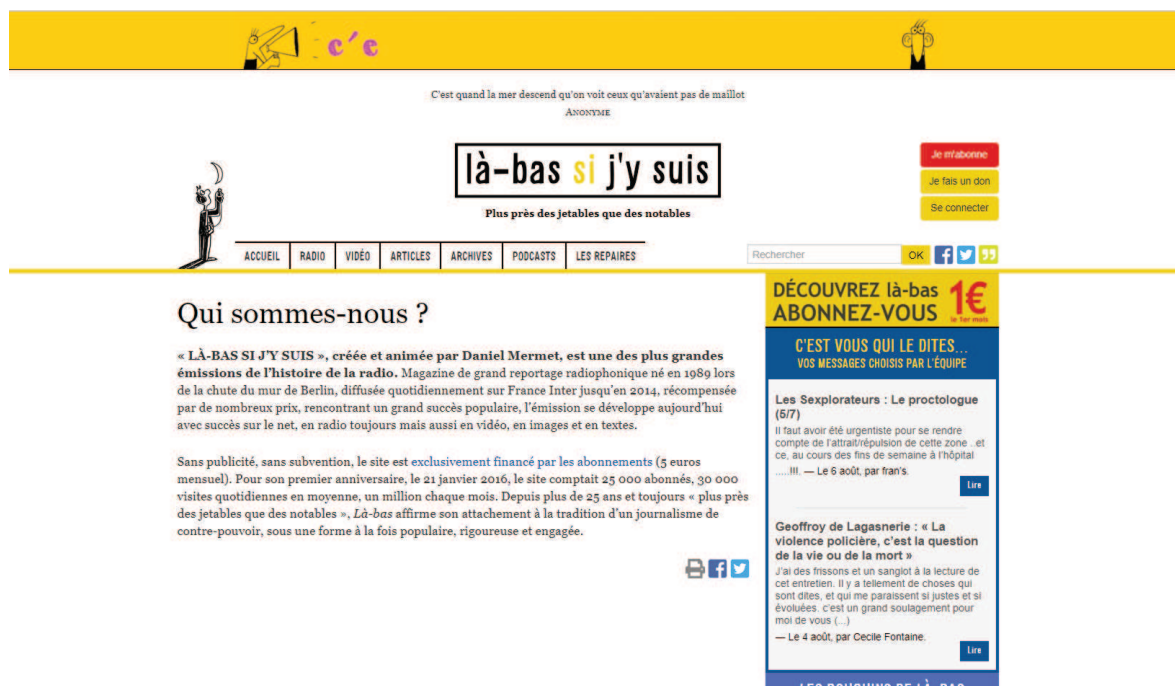 c'e
C'est quand la mer descend qu'on voit ceux qu'avaient pas de maillot
ANONYME
là-bas si j'y suis
Plus près des jetables que des notables
Je m'abonne
Je fais un don
Se connecter
ACCUEIL
RADIO
VIDÉO
ARTICLES
ARCHIVES
PODCASTS
LES REPAIRES
Rechercher
OK
Qui sommes-nous ?
« LÀ-BAS SI J'Y SUIS », créée et animée par Daniel Mermet, est une des plus grandes
émissions de l'histoire de la radio. Magazine de grand reportage radiophonique né en 1989 lors
de la chute du mur de Berlin, diffusée quotidiennement sur France Inter jusqu'en 2014, récompensée
par de nombreux prix, rencontrant un grand succès populaire, l'émission se développe aujourd'hui
avec succès sur le net, en radio toujours mais aussi en vidéo, en images et en textes.
Sans publicité, sans subvention, le site est exclusivement financé par les abonnements (5 euros
mensuel). Pour son premier anniversaire, le 21 janvier 2016, le site comptait 25 000 abonnés, 30 000
visites quotidiennes en moyenne, un million chaque mois. Depuis plus de 25 ans et toujours « plus près
des jetables que des notables », Là-bas affirme son attachement à la tradition d'un journalisme de
contre-pouvoir, sous une forme à la fois populaire, rigoureuse et engagée.
DÉCOUVREZ là-bas
ABONNEZ-VOUS
1€
le 1er mois
C'EST VOUS QUI LE DITES...
VOS MESSAGES CHOISIS PAR L'ÉQUIPE
Les Sexplorateurs : Le proctologue
(5/7)
Il faut avoir été urgentiste pour se rendre
compte de l'attrait/répulsion de cette zone ..et
ce, au cours des fins de semaine à l'hôpital
.....!!!. — Le 6 août, par fran's.
Lire
Geoffroy de Lagasnerie : « La
violence policière, c'est la question
de la vie ou de la mort »
J'ai des frissons et un sanglot à la lecture de
cet entretien. Il y a tellement de choses qui
sont dites, et qui me paraissent si justes et si
évoluées. c'est un grand soulagement pour
moi de vous (...)
— Le 4 août, par Cecile Fontaine.
Lire
LES BOUQUINS DE LÀ-BAS